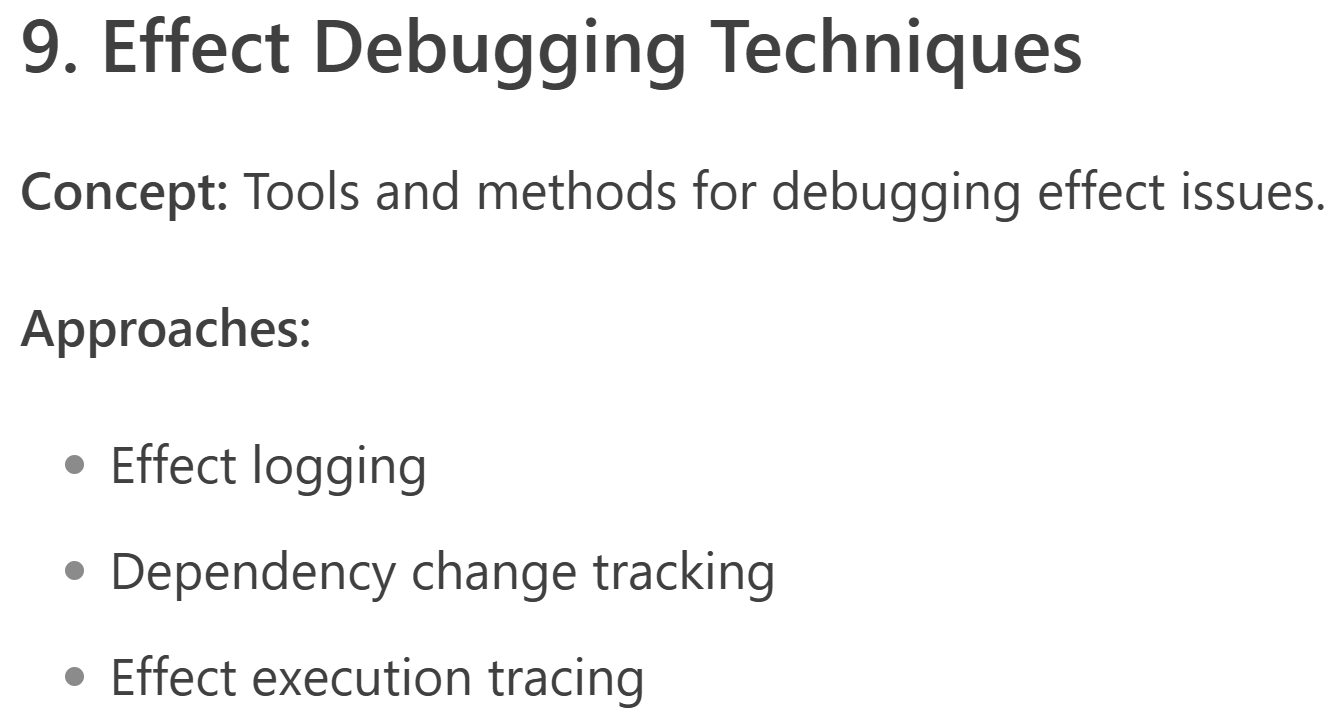 9. Effect Debugging Techniques
Concept: Tools and methods for debugging effect issues.
Approaches:
Effect logging
Dependency change tracking
Effect execution tracing